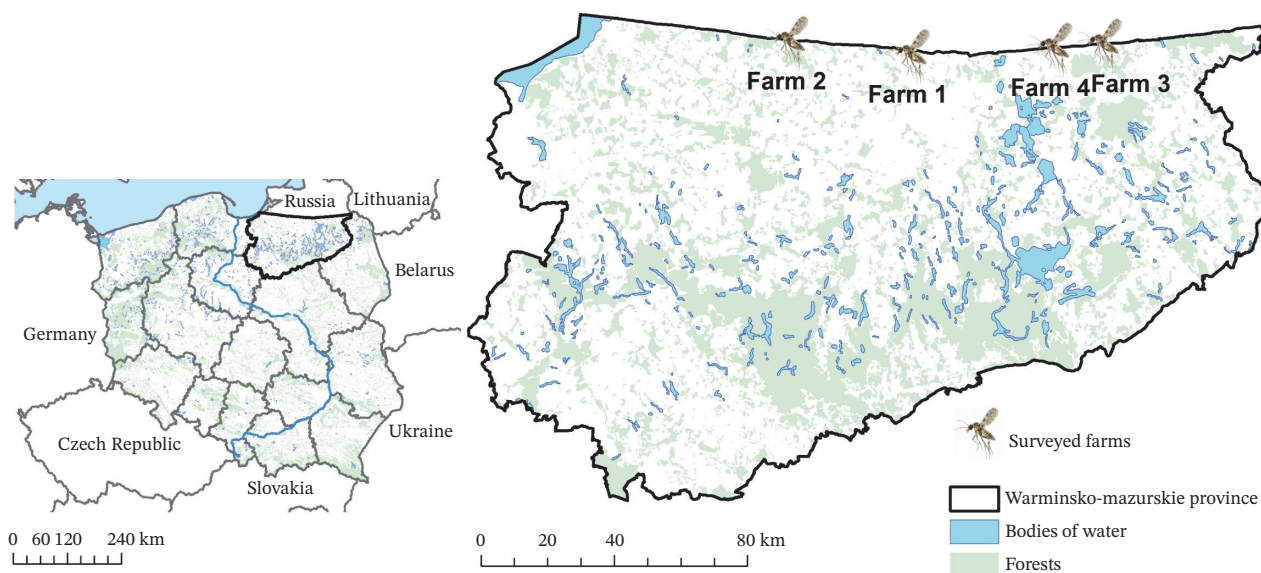 Russia
Lithuania
Belarus
Germany
Czech Republic
Ukraine
Slovakia
0 60 120 240 km
Farm 2
Farm 1
Farm 4
Farm 3
Surveyed farms
Warminsko-mazurskie province
Bodies of water
Forests
0 20 40 80 km